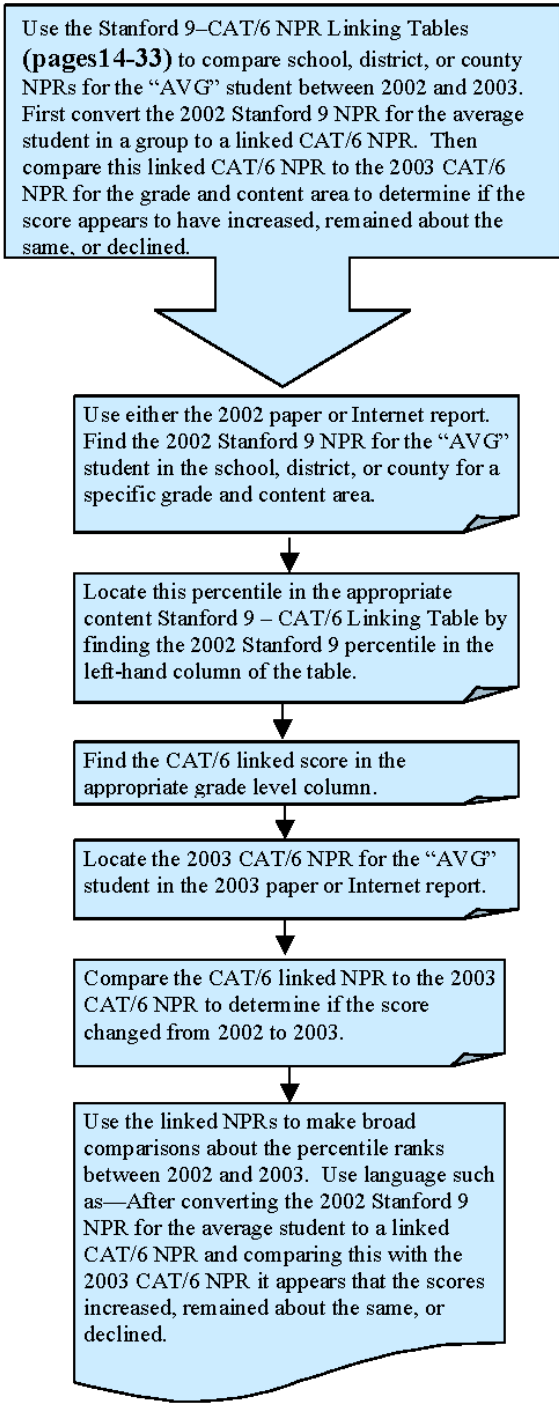 Use the Stanford 9–CAT/6 NPR Linking Tables
(pages14-33) to compare school, district, or county
NPRs for the “AVG” student between 2002 and 2003.
First convert the 2002 Stanford 9 NPR for the average
student in a group to a linked CAT/6 NPR.  Then
compare this linked CAT/6 NPR to the 2003 CAT/6
NPR for the grade and content area to determine if the
score appears to have increased, remained about the
same, or declined.
Use either the 2002 paper or Internet report.
Find the 2002 Stanford 9 NPR for the “AVG”
student in the school, district, or county for a
specific grade and content area.
Locate this percentile in the appropriate
content Stanford 9 – CAT/6 Linking Table by
finding the 2002 Stanford 9 percentile in the
left-hand column of the table.
Find the CAT/6 linked score in the
appropriate grade level column.
Locate the 2003 CAT/6 NPR for the “AVG”
student in the 2003 paper or Internet report.
Compare the CAT/6 linked NPR to the 2003
CAT/6 NPR to determine if the score
changed from 2002 to 2003.
Use the linked NPRs to make broad
comparisons about the percentile ranks
between 2002 and 2003.  Use language such
as—After converting the 2002 Stanford 9
NPR for the average student to a linked
CAT/6 NPR and comparing this with the
2003 CAT/6 NPR it appears that the scores
increased, remained about the same, or
declined.